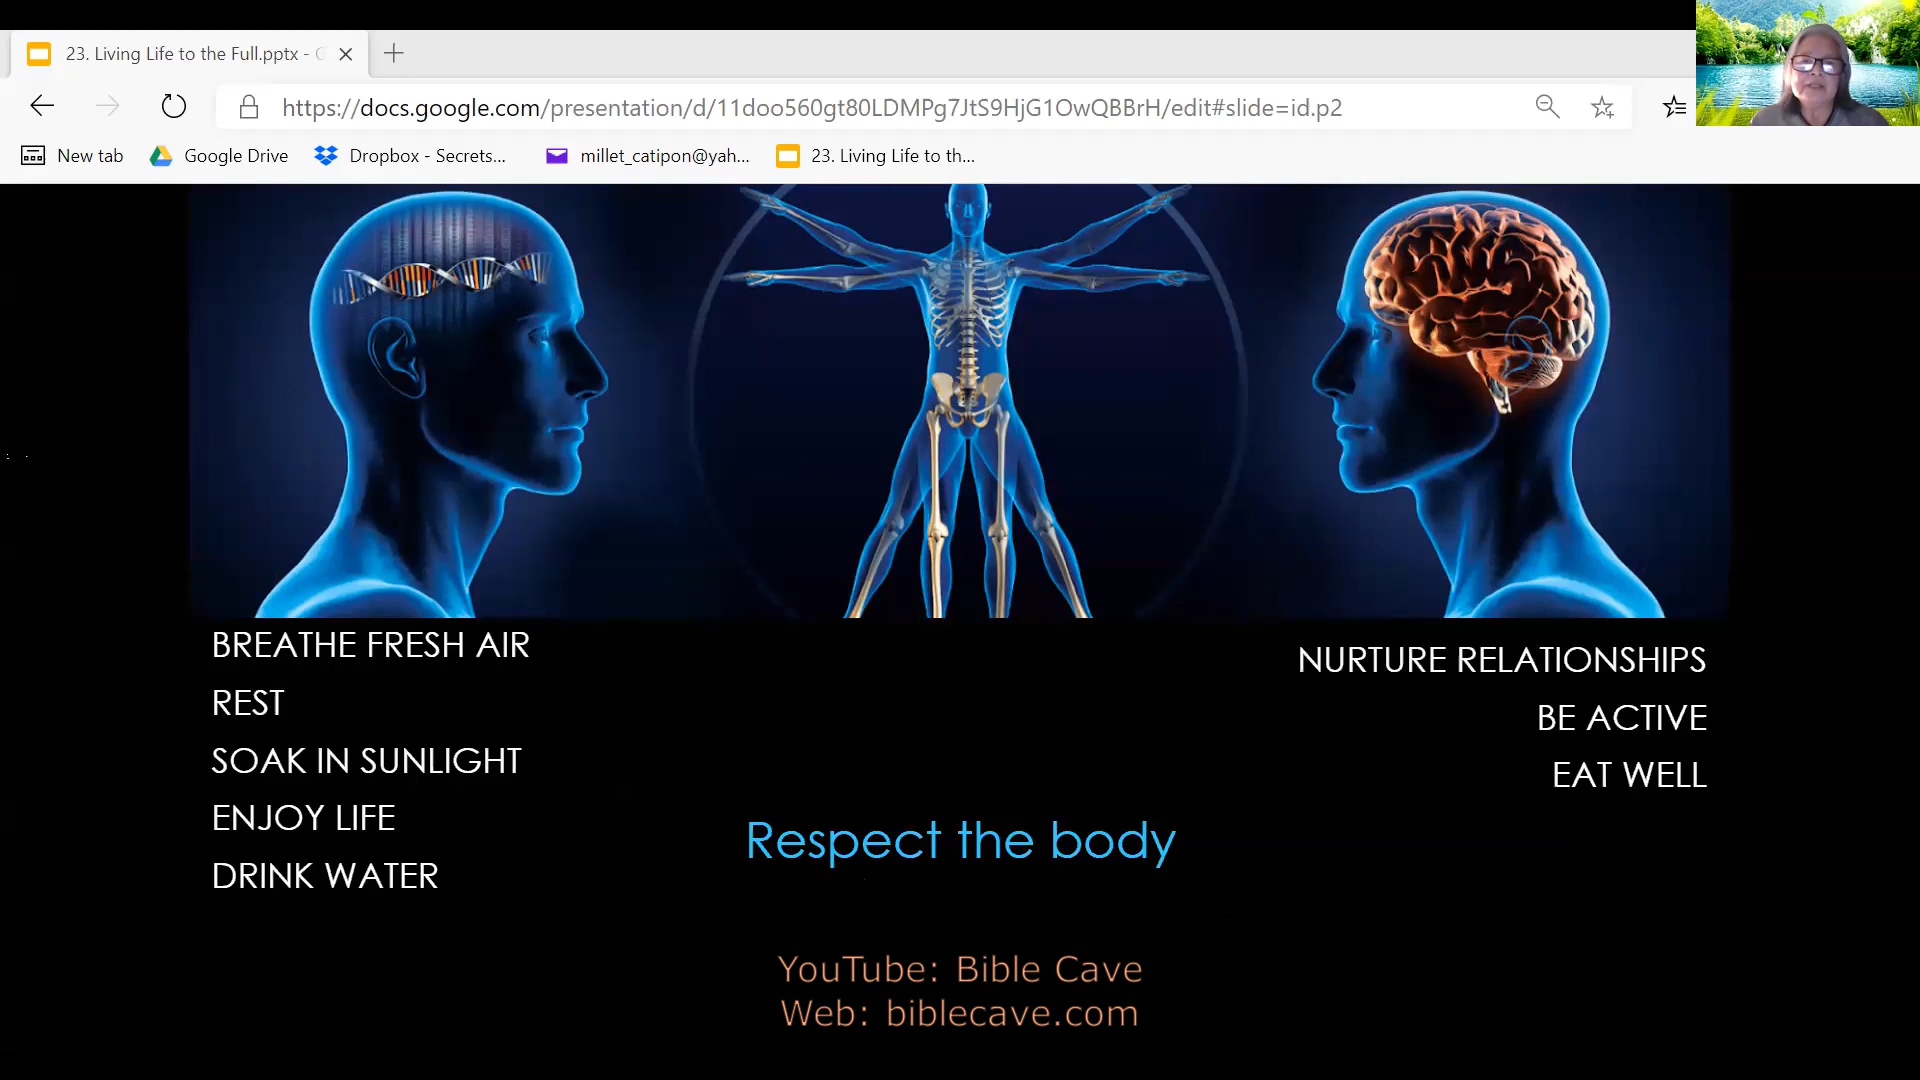 23. Living Life to the Full.pptx - G
https://docs.google.com/presentation/d/11doo560gt80LDMPg7JtS9HjG1OwQBBrH/edit#slide=id.p2
New tab
Google Drive
Dropbox - Secrets...
millet_catipon@yah...
23. Living Life to th...
BREATHE FRESH AIR
REST
SOAK IN SUNLIGHT
ENJOY LIFE
DRINK WATER
NURTURE RELATIONSHIPS
BE ACTIVE
EAT WELL
Respect the body
YouTube: Bible Cave
Web: biblecave.com